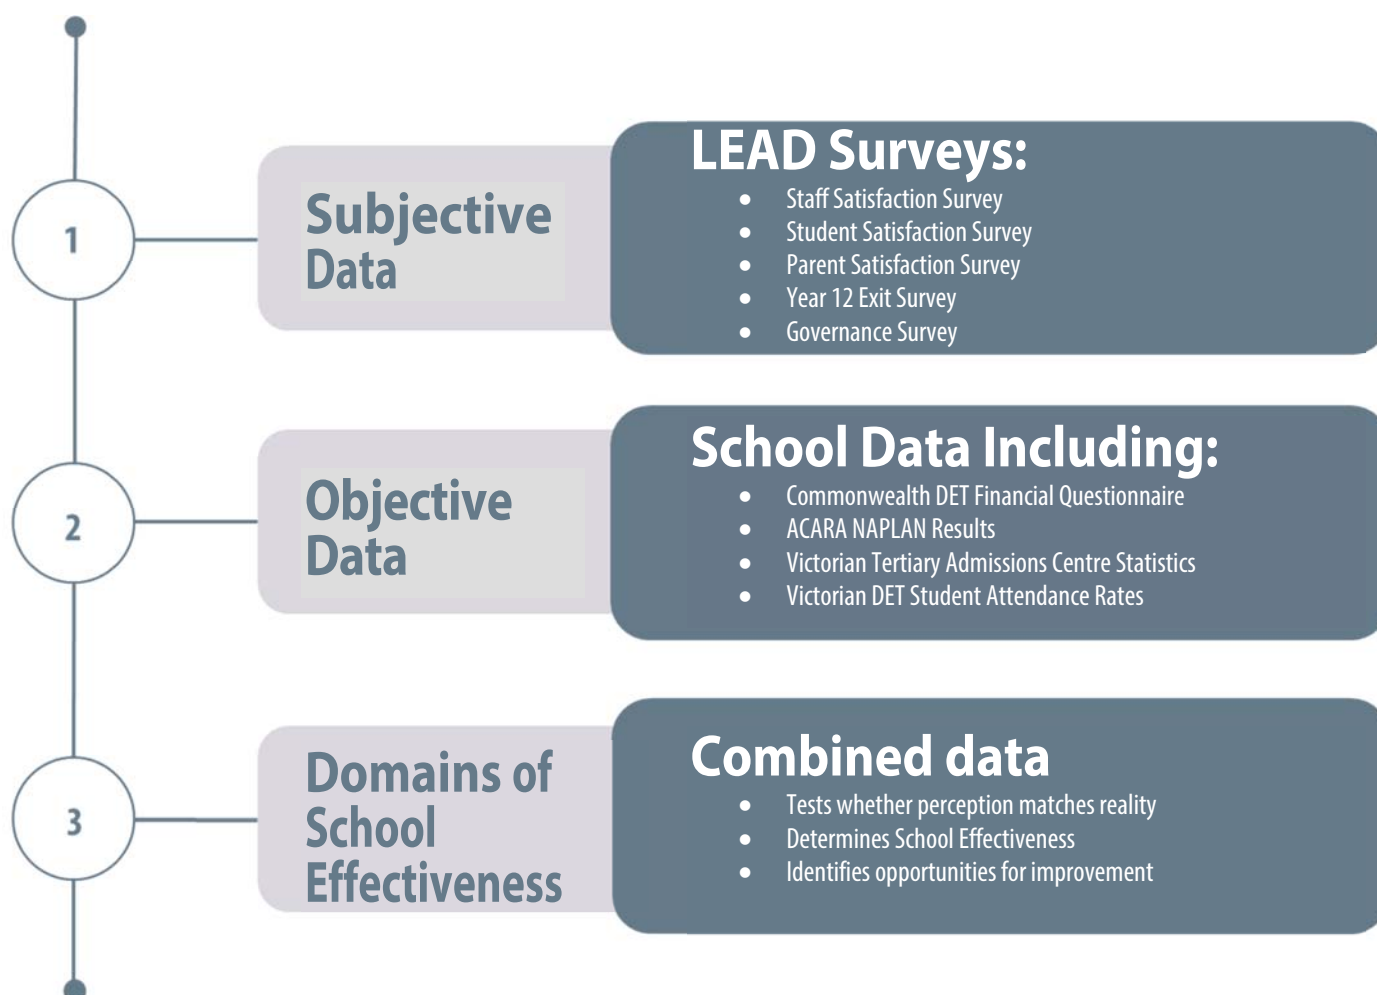 1
Subjective
Data
LEAD Surveys:
• Staff Satisfaction Survey
• Student Satisfaction Survey
• Parent Satisfaction Survey
• Year 12 Exit Survey
• Governance Survey
2
Objective
Data
School Data Including:
• Commonwealth DET Financial Questionnaire
• ACARA NAPLAN Results
• Victorian Tertiary Admissions Centre Statistics
• Victorian DET Student Attendance Rates
3
Domains of
School
Effectiveness
Combined data
• Tests whether perception matches reality
• Determines School Effectiveness
• Identifies opportunities for improvement